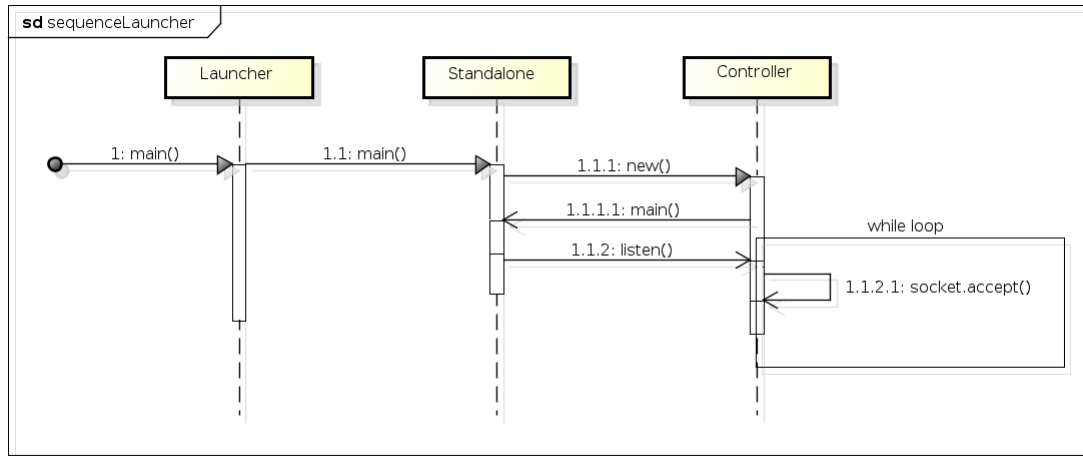 sd sequenceLauncher
Launcher
Standalone
Controller
1: main()
1.1: main()
1.1.1: new()
1.1.1.1: main()
while loop
1.1.2: listen()
1.1.2.1: socket.accept()